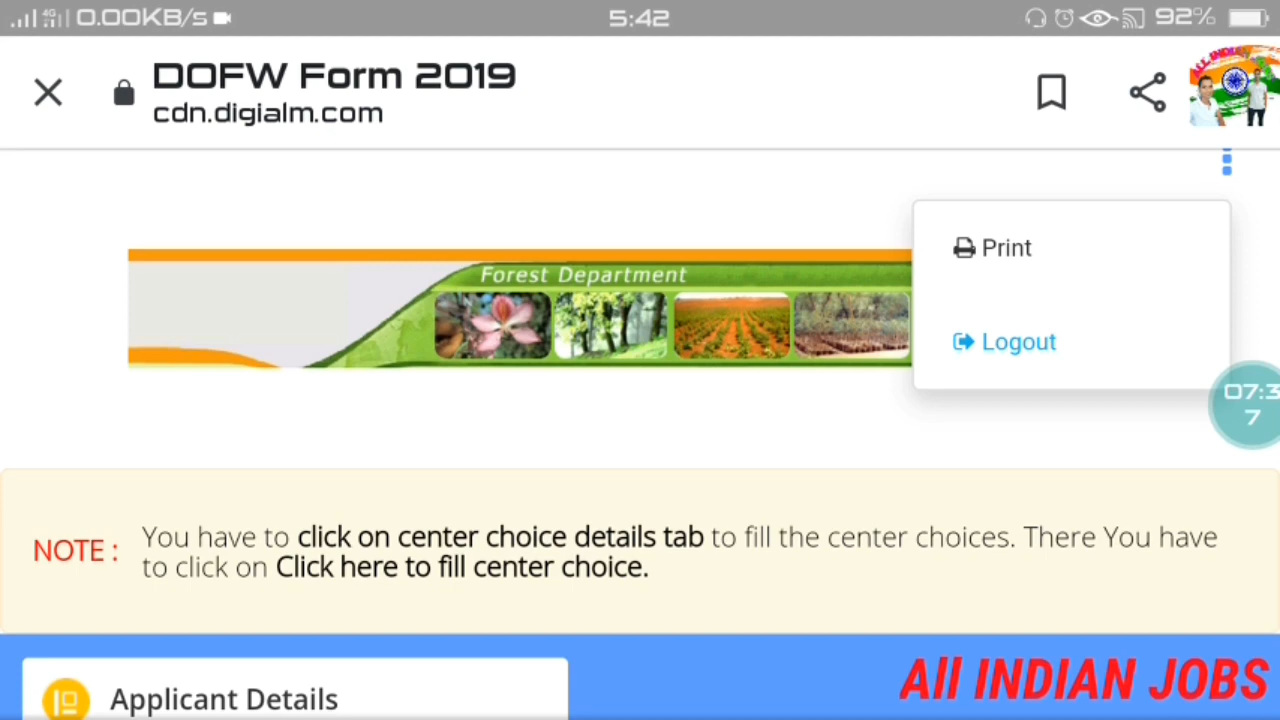 4G 0.00KB/s
5:42
92%
DOFW Form 2019
cdn.digialm.com
Print
Forest Department
Logout
07:3
7
NOTE : You have to click on center choice details tab to fill the center choices. There You have
to click on Click here to fill center choice.
Applicant Details
All INDIAN JOBS